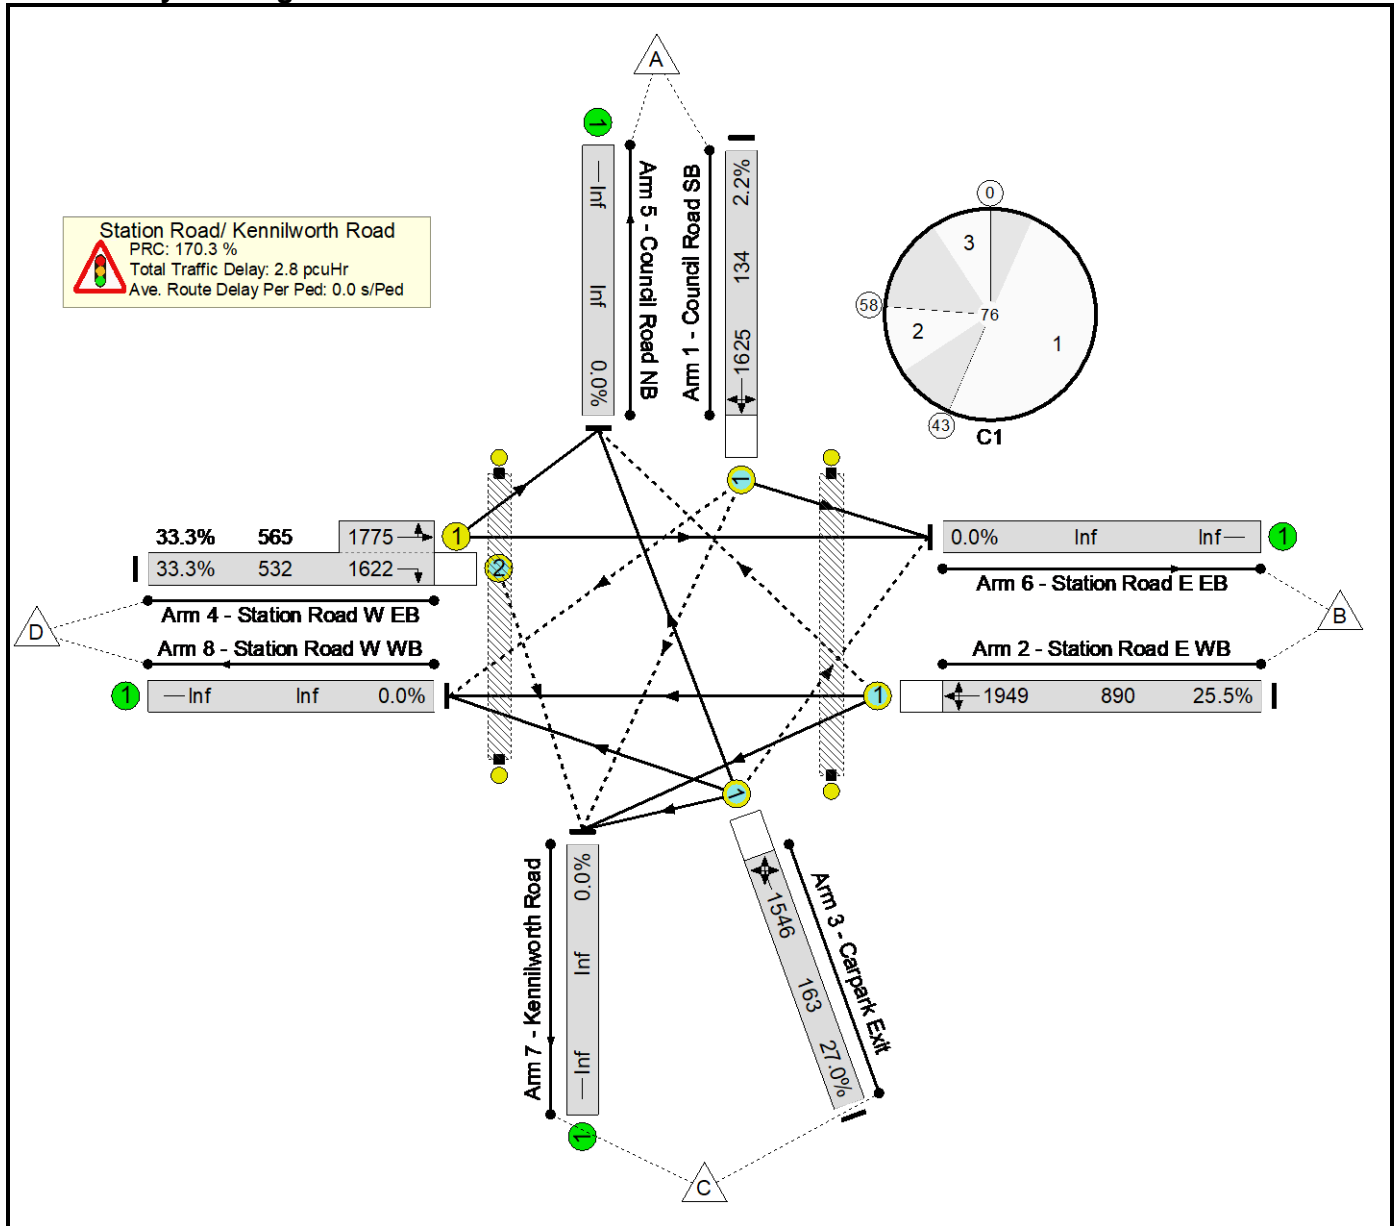 A
Arm 5 - Council Road NB
Inf
Inf
0.0%
1
Arm 1 - Council Road SB
2.2%
134
1625
1
Station Road/ Kennilworth Road
PRC: 170.3 %
Total Traffic Delay: 2.8 pcuHr
Ave. Route Delay Per Ped: 0.0 s/Ped
0
3
58
76
2
1
43
C1
33.3% 565 1775 1
33.3% 532 1622 2
Arm 4 - Station Road W EB
D
Arm 8 - Station Road W WB
1 Inf Inf 0.0%
0.0% Inf Inf 1
Arm 6 - Station Road E EB
B
Arm 2 - Station Road E WB
1 1949 890 25.5%
1
Arm 7 - Kennilworth Road
0.0%
Inf
Inf
1
Arm 3 - Carpark Exit
1546
163
27.0%
C